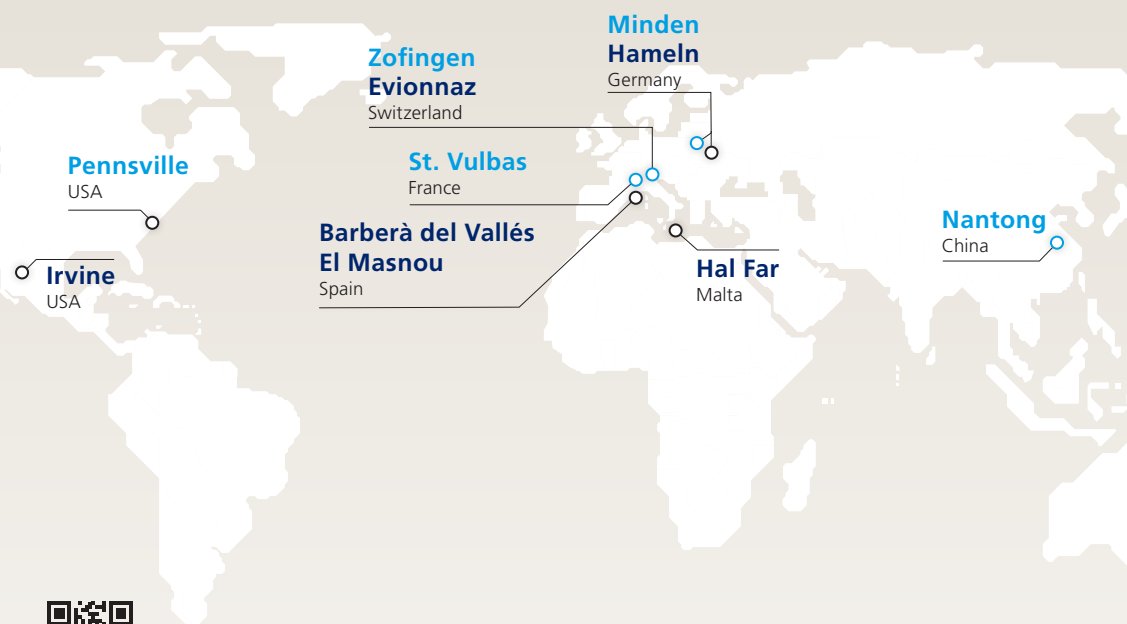 Minden
Hameln
Germany
Zofingen
Evionnaz
Switzerland
Pennsville
USA
St. Vulbas
France
Barberà del Vallés
El Masnou
Spain
Nantong
China
Irvine
USA
Hal Far
Malta